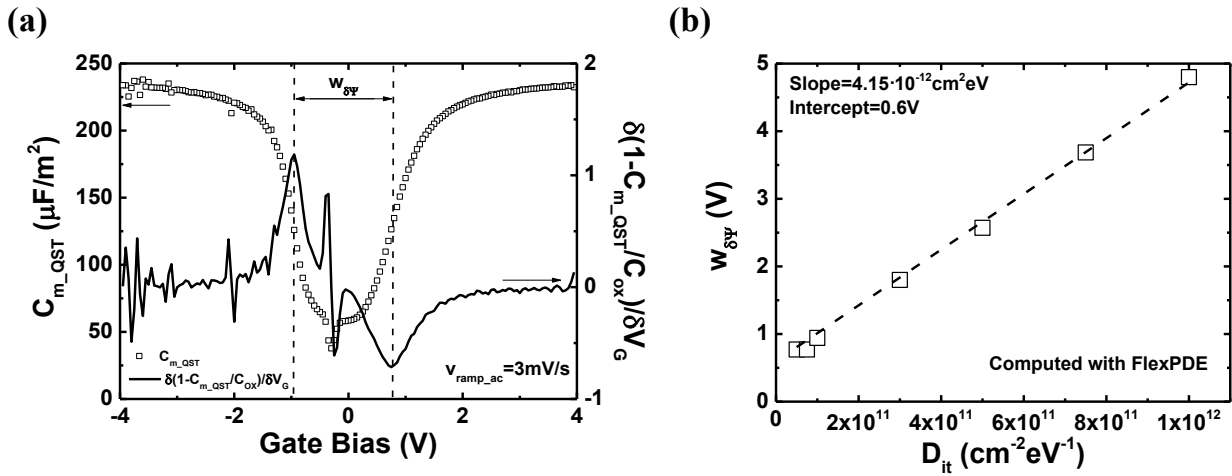 (a)
250
200
150
100
50
0
C_m_QST (μF/m²)
-4
-2
0
2
4
Gate Bias (V)
2
1
0
-1
δ(1-C_m_QST/C_ox)/δV_G
w_δΨ
C_m_QST
δ(1-C_m_QST/C_OX)/δV_G
v_ramp_ac=3mV/s
(b)
5
4
3
2
1
0
w_δΨ (V)
Slope=4.15·10⁻¹²cm²eV
Intercept=0.6V
Computed with FlexPDE
2x10¹¹
4x10¹¹
6x10¹¹
8x10¹¹
1x10¹²
D_it (cm⁻²eV⁻¹)